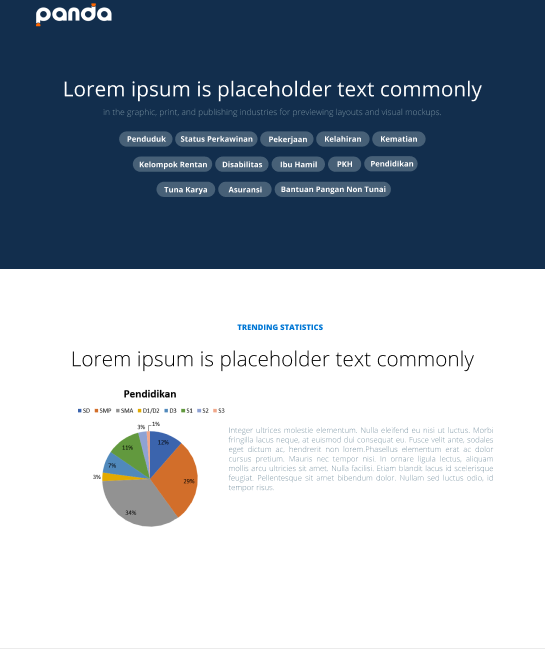 panda
Lorem ipsum is placeholder text commonly
in the graphic, print, and publishing industries for previewing layouts and visual mockups.
Penduduk Status Perkawinan Pekerjaan Kelahiran Kematian
Kelompok Rentan Disabilitas Ibu Hamil PKH Pendidikan
Tuna Karya Asuransi Bantuan Pangan Non Tunai
TRENDING STATISTICS
Lorem ipsum is placeholder text commonly
Pendidikan
SD SMP SMA D1/D2 D3 S1 S2 S3
3% 1%
12%
11%
7%
3%
29%
34%
Integer ultrices molestie elementum. Nulla eleifend eu nisi ut luctus. Morbi
fringilla lacus neque, at euismod dui consequat eu. Fusce velit ante, sodales
eget dictum ac, hendrerit non lorem.Phasellus elementum erat ac dolor
cursus pretium. Mauris nec tempor nisi. In ornare ligula lectus, aliquam
mollis arcu ultricies sit amet. Nulla facilisi. Etiam blandit lacus id scelerisque
feugiat. Pellentesque sit amet bibendum dolor. Nullam sed luctus odio, id
tempor risus.